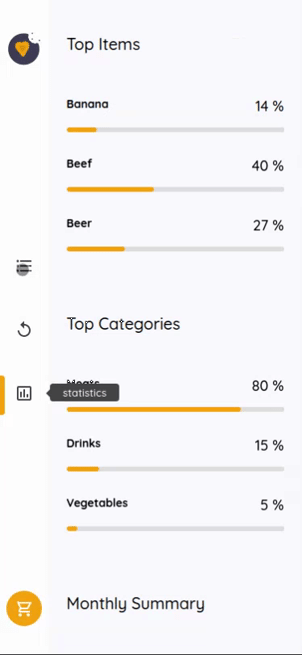 Top Items
Banana
14 %
Beef
40 %
Beer
27 %
Top Categories
80 %
statistics
Drinks
15 %
Vegetables
5 %
Monthly Summary